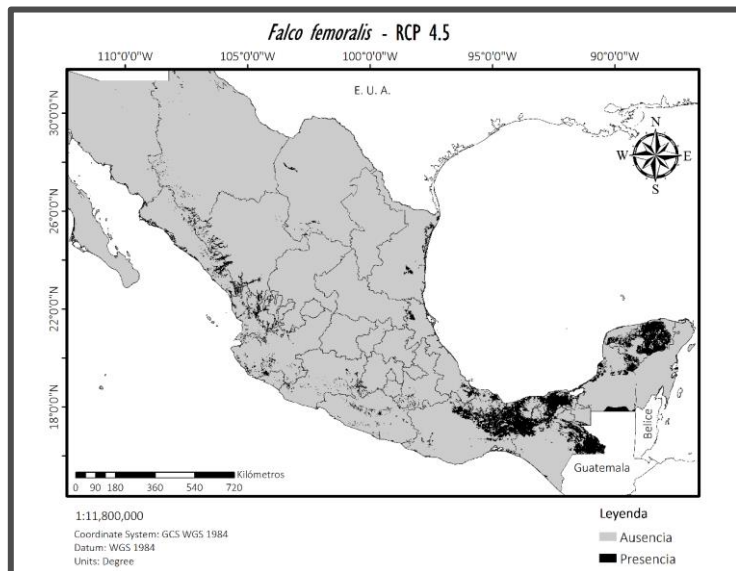 Falco femoralis - RCP 4.5
110°0'0"W 105°0'0"W 100°0'0"W 95°0'0"W 90°0'0"W
E. U. A.
30°0'0"N
26°0'0"N
22°0'0"N
18°0'0"N
N
W E
S
Belice
Guatemala
Kilómetros
0 90 180 360 540 720
1:11,800,000
Coordinate System: GCS WGS 1984
Datum: WGS 1984
Units: Degree
Leyenda
Ausencia
Presencia